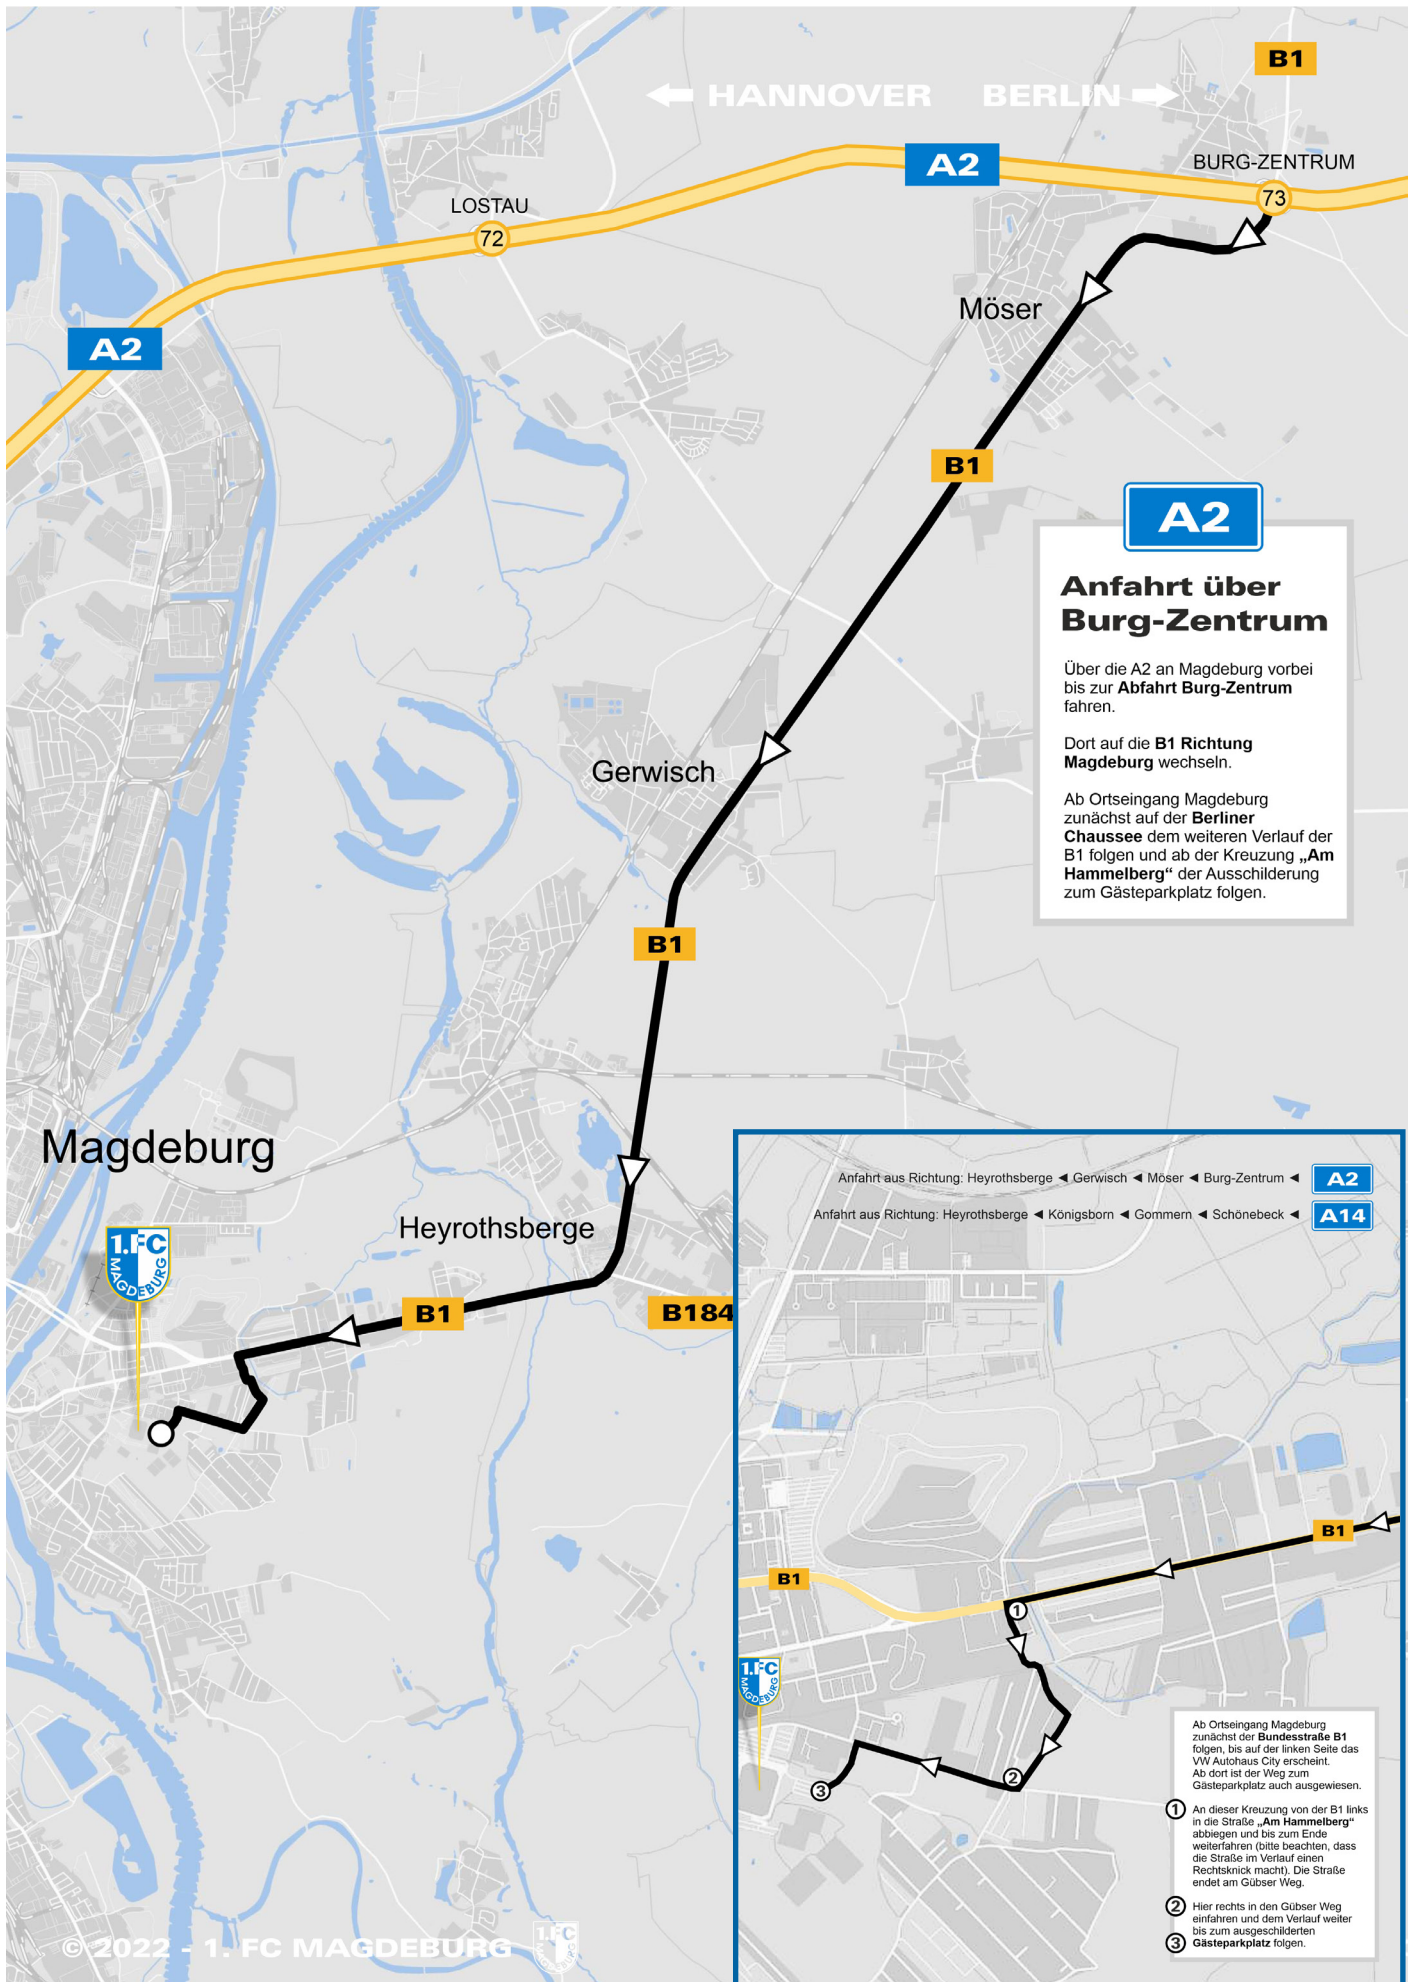 B1
HANNOVER BERLIN
A2
BURG-ZENTRUM
73
LOSTAU
72
A2
Möser
B1
A2
Anfahrt über
Burg-Zentrum
Über die A2 an Magdeburg vorbei
bis zur Abfahrt Burg-Zentrum
fahren.
Dort auf die B1 Richtung
Magdeburg wechseln.
Ab Ortseingang Magdeburg
zunächst auf der Berliner
Chaussee dem weiteren Verlauf der
B1 folgen und ab der Kreuzung „Am
Hammelberg“ der Ausschilderung
zum Gästeparkplatz folgen.
Gerwisch
B1
Magdeburg
Heyrothsberge
1.FC
MAGDEBURG
B1
B184
Anfahrt aus Richtung: Heyrothsberge ◄ Gerwisch ◄ Möser ◄ Burg-Zentrum ◄ A2
Anfahrt aus Richtung: Heyrothsberge ◄ Königsborn ◄ Gommern ◄ Schönebeck ◄ A14
B1
B1
1
1.FC
MAGDEBURG
2
3
Ab Ortseingang Magdeburg
zunächst der Bundesstraße B1
folgen, bis auf der linken Seite das
VW Autohaus City erscheint.
Ab dort ist der Weg zum
Gästeparkplatz auch ausgewiesen.
1 An dieser Kreuzung von der B1 links
in die Straße „Am Hammelberg“
abbiegen und bis zum Ende
weiterfahren (bitte beachten, dass
die Straße im Verlauf einen
Rechtsknick macht). Die Straße
endet am Gübser Weg.
2 Hier rechts in den Gübser Weg
einfahren und dem Verlauf weiter
bis zum ausgeschilderten
3 Gästeparkplatz folgen.
© 2022 - 1. FC MAGDEBURG
1.FC
MAGDEBURG